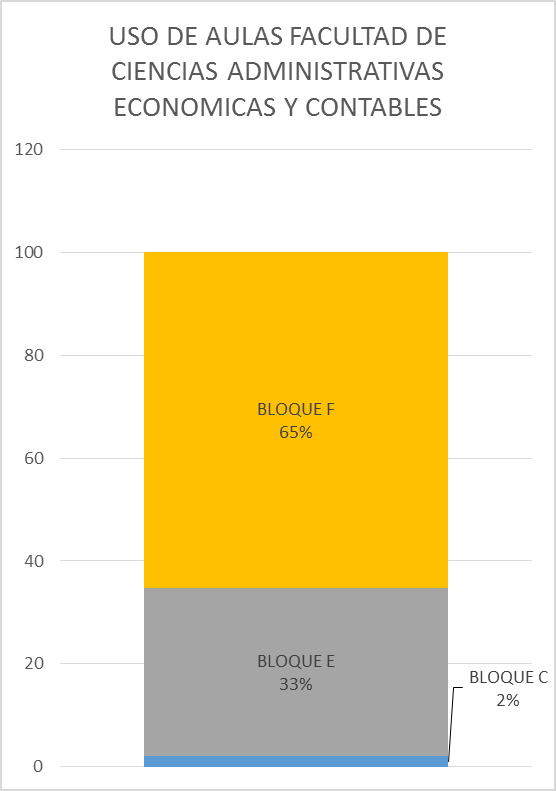 USO DE AULAS FACULTAD DE
CIENCIAS ADMINISTRATIVAS
ECONOMICAS Y CONTABLES
120
100
80
60
40
20
0
BLOQUE F
65%
BLOQUE E
33%
BLOQUE C
2%